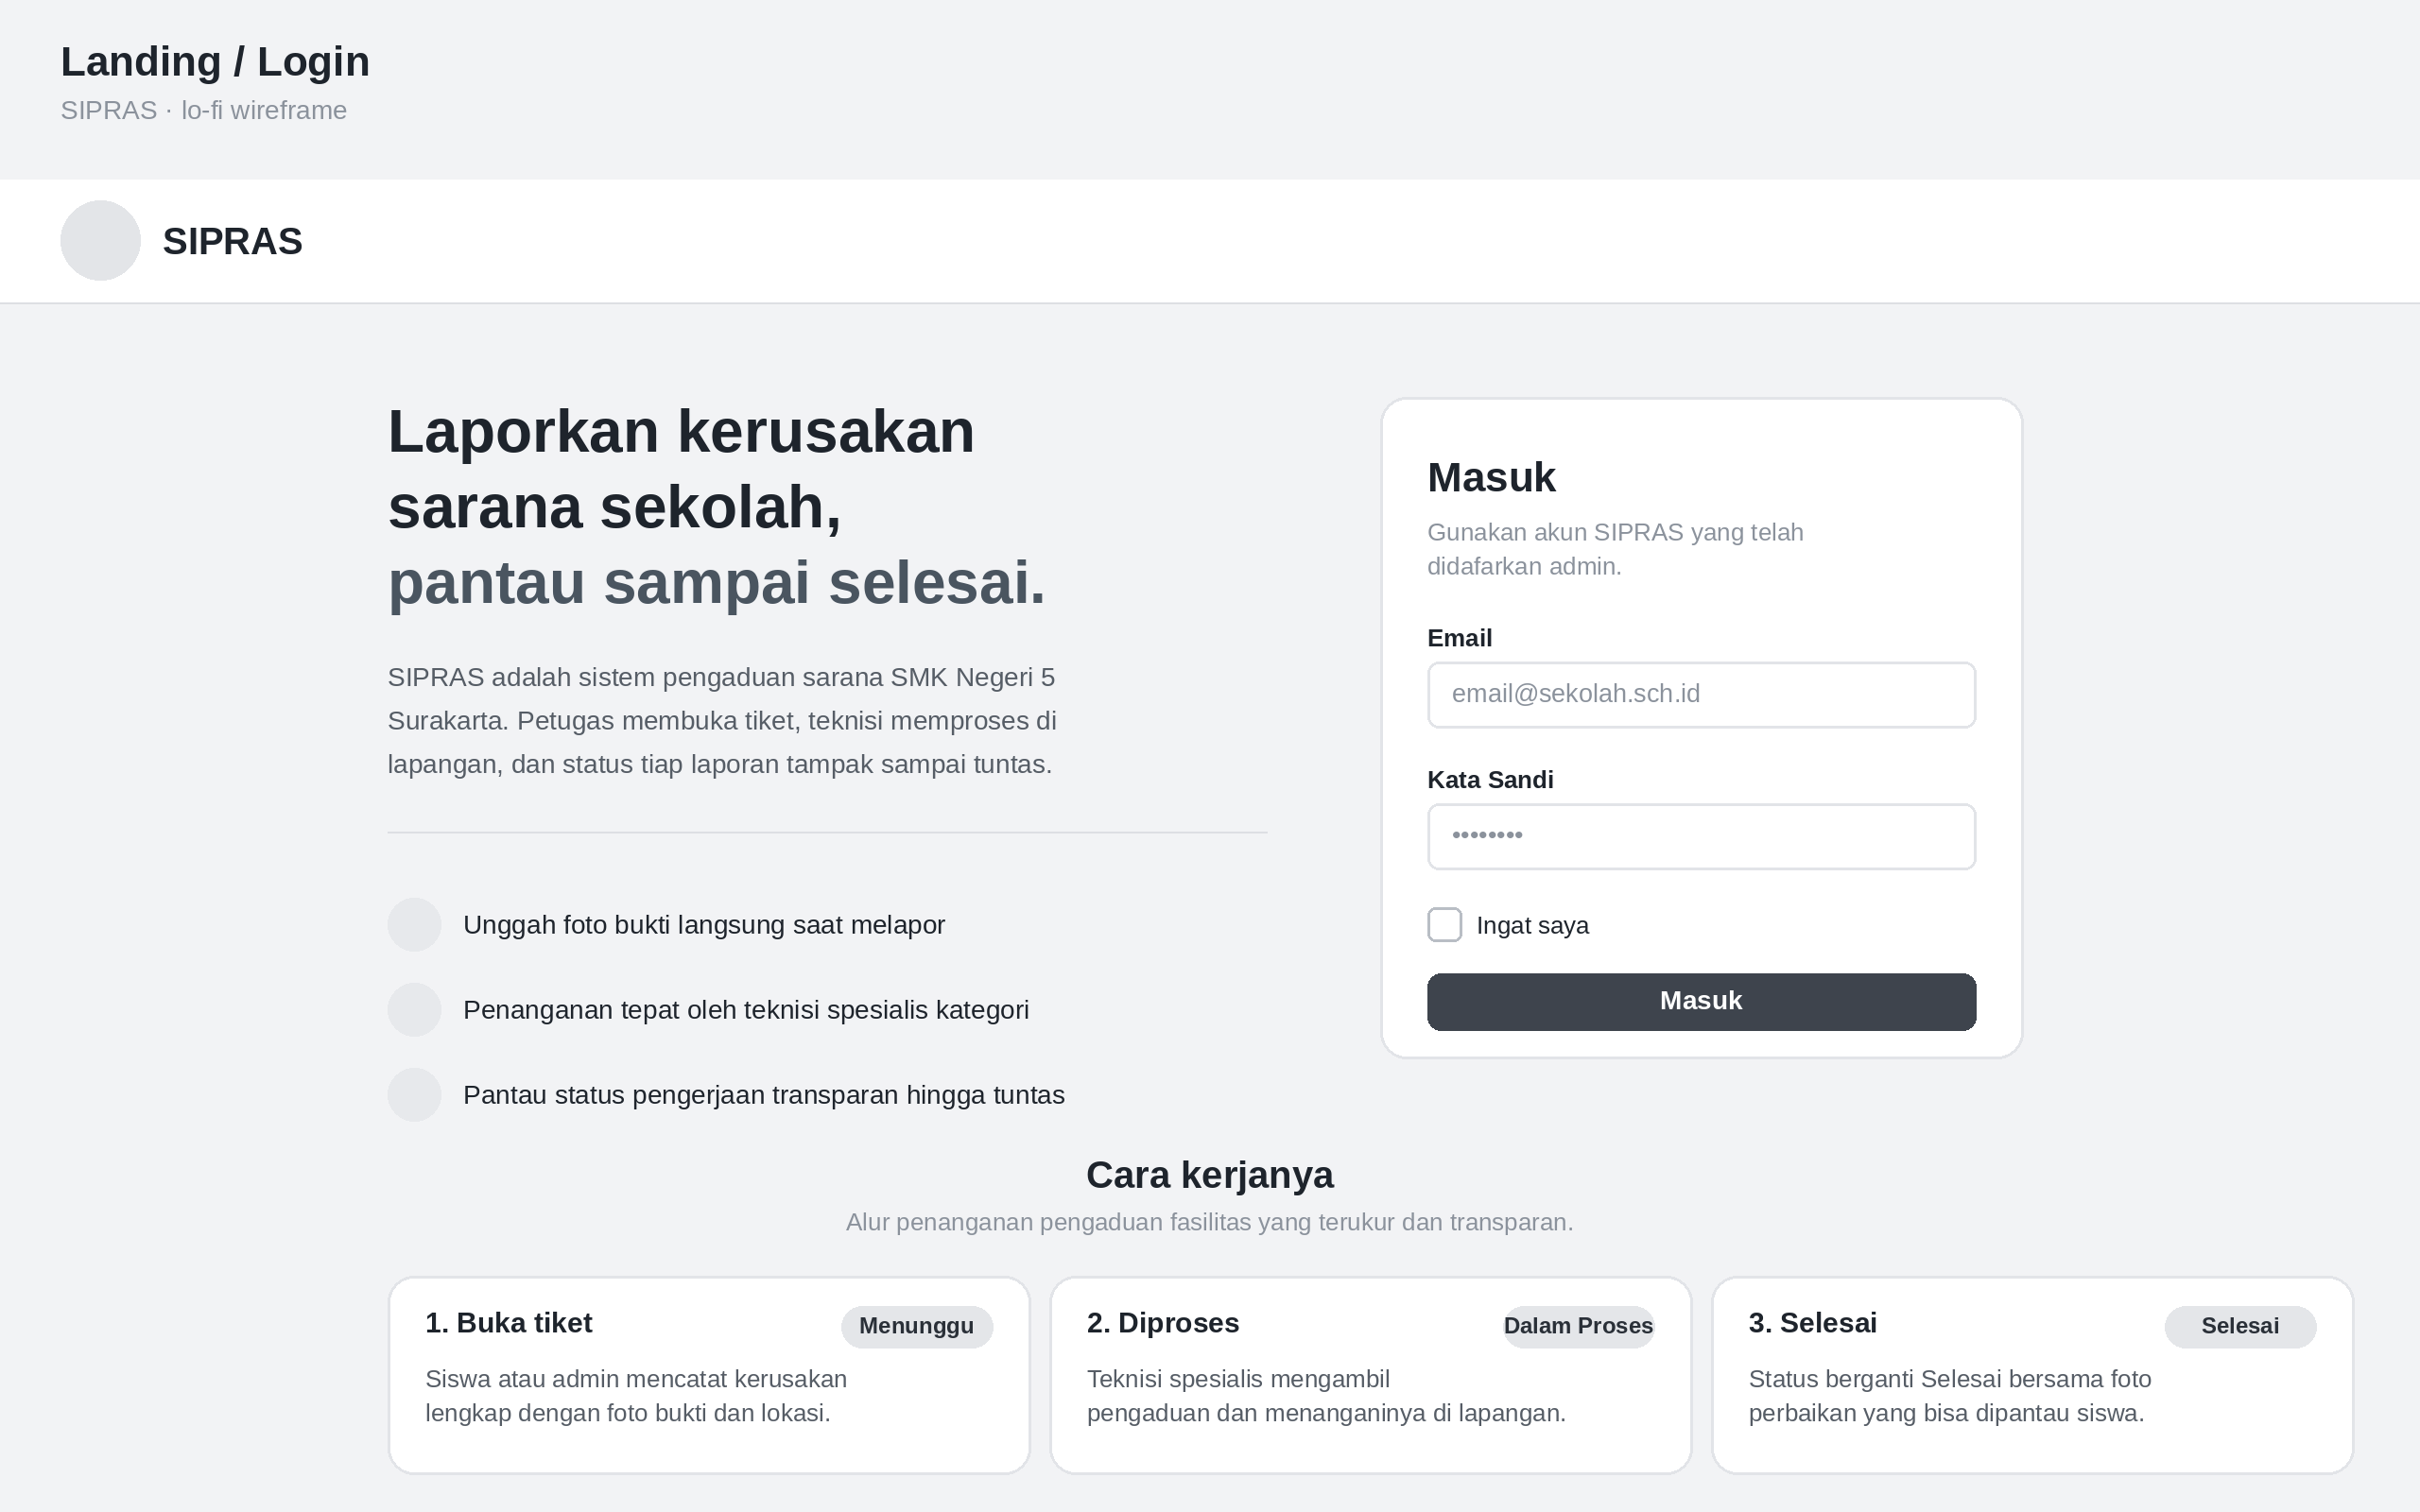 Landing / Login
SIPRAS · lo-fi wireframe
SIPRAS
Laporkan kerusakan
sarana sekolah,
pantau sampai selesai.
SIPRAS adalah sistem pengaduan sarana SMK Negeri 5
Surakarta. Petugas membuka tiket, teknisi memproses di
lapangan, dan status tiap laporan tampak sampai tuntas.
Unggah foto bukti langsung saat melapor
Penanganan tepat oleh teknisi spesialis kategori
Pantau status pengerjaan transparan hingga tuntas
Masuk
Gunakan akun SIPRAS yang telah
didafarkan admin.
Email
email@sekolah.sch.id
Kata Sandi
••••••••
Ingat saya
Masuk
Cara kerjanya
Alur penanganan pengaduan fasilitas yang terukur dan transparan.
1. Buka tiket
Menunggu
Siswa atau admin mencatat kerusakan
lengkap dengan foto bukti dan lokasi.
2. Diproses
Dalam Proses
Teknisi spesialis mengambil
pengaduan dan menanganinya di lapangan.
3. Selesai
Selesai
Status berganti Selesai bersama foto
perbaikan yang bisa dipantau siswa.